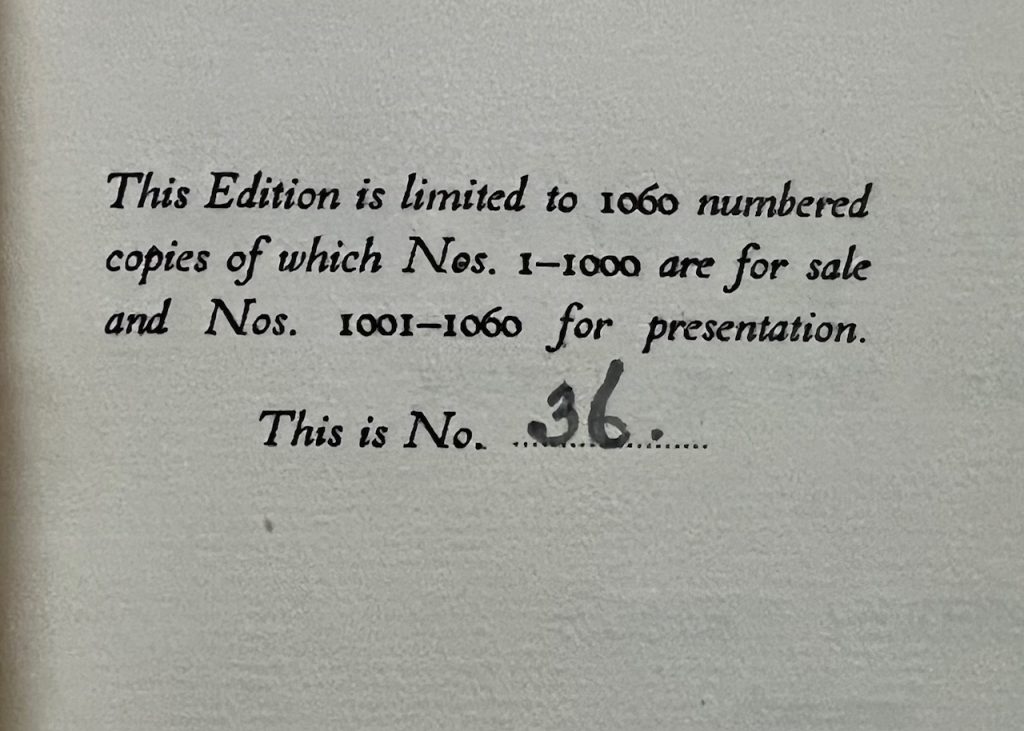 This Edition is limited to 1060 numbered
copies of which Nos. 1–1000 are for sale
and Nos. 1001–1060 for presentation.
This is No. 36.